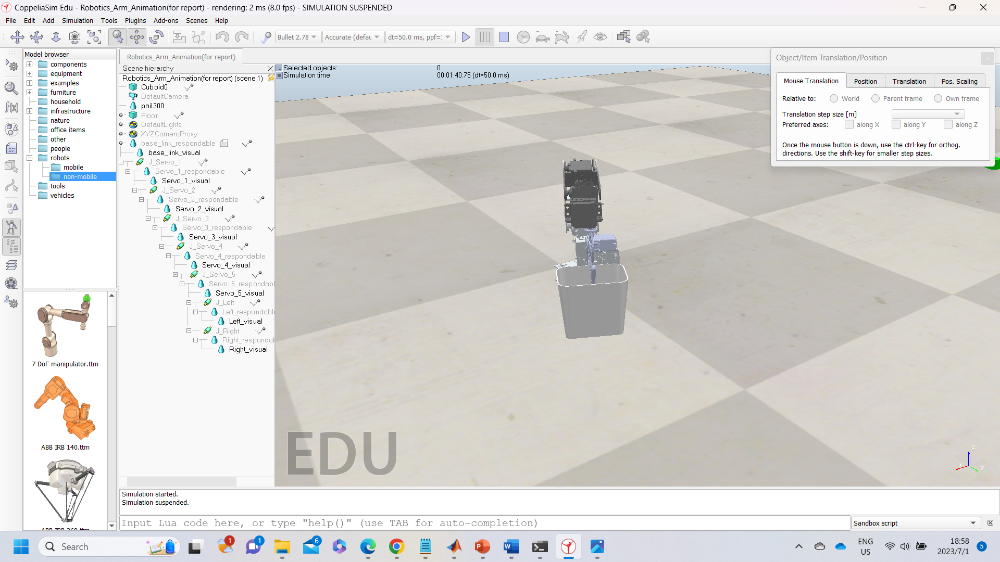 CoppeliaSim Edu - Robotics_Arm_Animation(for report) - rendering: 2 ms (8.0 fps) - SIMULATION SUSPENDED
File Edit Add Simulation Tools Plugins Add-ons Scenes Help
Bullet 2.78
Accurate (defau
dt=50.0 ms, ppf=
Model browser
components
equipment
examples
furniture
household
infrastructure
nature
office items
other
people
robots
mobile
non-mobile
tools
vehicles
7 DoF manipulator.ttm
ABB IRB 140.ttm
ABB IRB 360.ttm
Robotics_Arm_Animation(for report)
Scene hierarchy
Robotics_Arm_Animation(for report) (scene 1)
Cuboid0
DefaultCamera
pail300
Floor
DefaultLights
XYZCameraProxy
base_link_respondable
base_link_visual
J_Servo_1
Servo_1_respondable
Servo_1_visual
J_Servo_2
Servo_2_respondable
Servo_2_visual
J_Servo_3
Servo_3_respondable
Servo_3_visual
J_Servo_4
Servo_4_respondable
Servo_4_visual
J_Servo_5
Servo_5_respondabl
Servo_5_visual
J_Left
Left_respondabl
Left_visual
J_Right
Right_responda
Right_visual
Selected objects: 0
Simulation time: 00:01:40.75 (dt=50.0 ms)
EDU
z
x
y
Object/Item Translation/Position
Mouse Translation Position Translation Pos. Scaling
Relative to: World Parent frame Own frame
Translation step size [m]
Preferred axes: along X along Y along Z
Once the mouse button is down, use the ctrl-key for orthog.
directions. Use the shift-key for smaller step sizes.
Simulation started.
Simulation suspended.
Input Lua code here, or type "help()" (use TAB for auto-completion)
Sandbox script
Search
1
1
6
ENG
US
18:58
2023/7/1
5